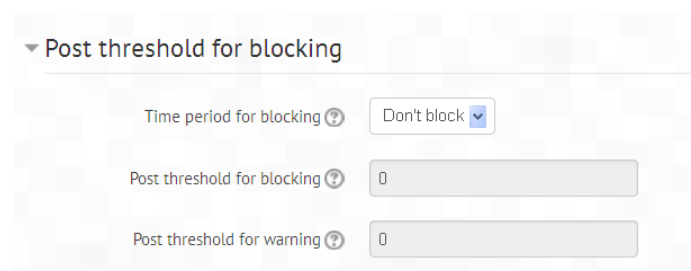 Post threshold for blocking
Time period for blocking ? Don't block
Post threshold for blocking ? 0
Post threshold for warning ? 0